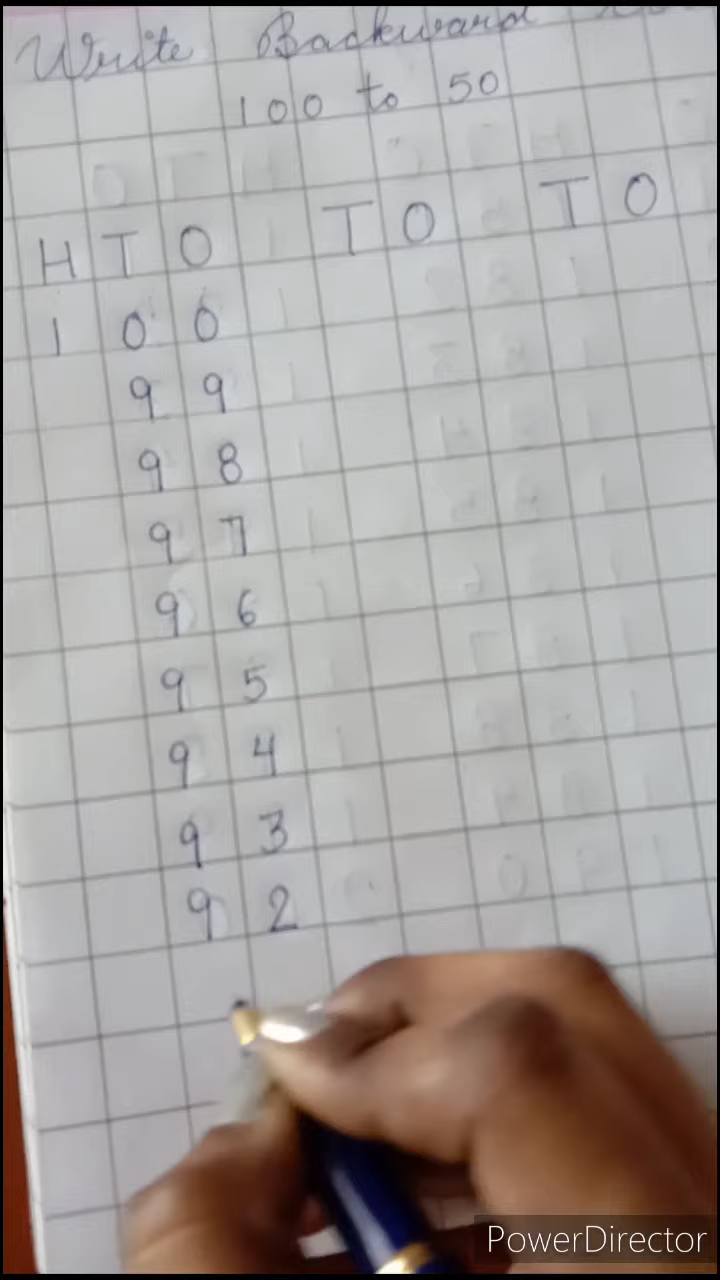 Write Backward
100 to 50
H T O T O T O
1 0 0
9 9
9 8
9 7
9 6
9 5
9 4
9 3
9 2
PowerDirector